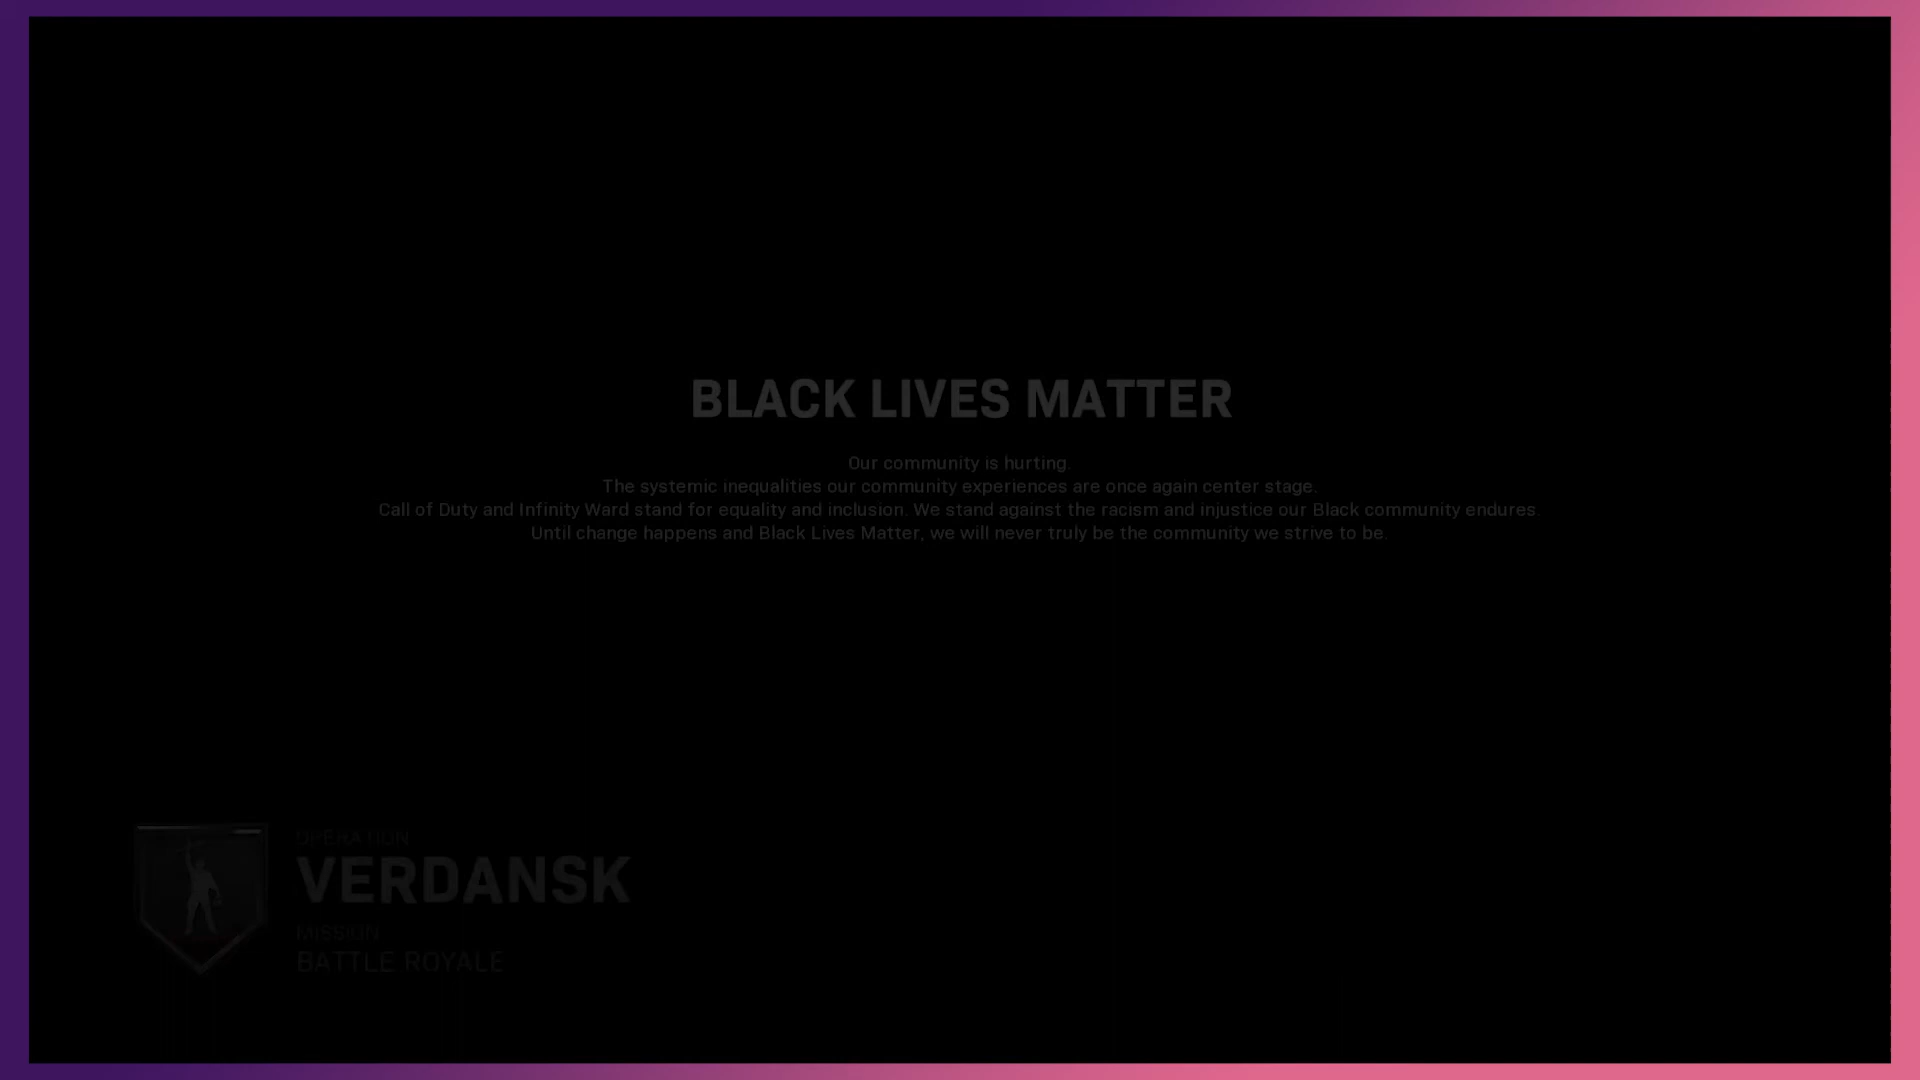 BLACK LIVES MATTER
Our community is hurting.
The systemic inequalities our community experiences are once again center stage.
Call of Duty and Infinity Ward stand for equality and inclusion. We stand against the racism and injustice our Black community endures.
Until change happens and Black Lives Matter, we will never truly be the community we strive to be.
OPERATION
VERDANSK
MISSION
BATTLE ROYALE